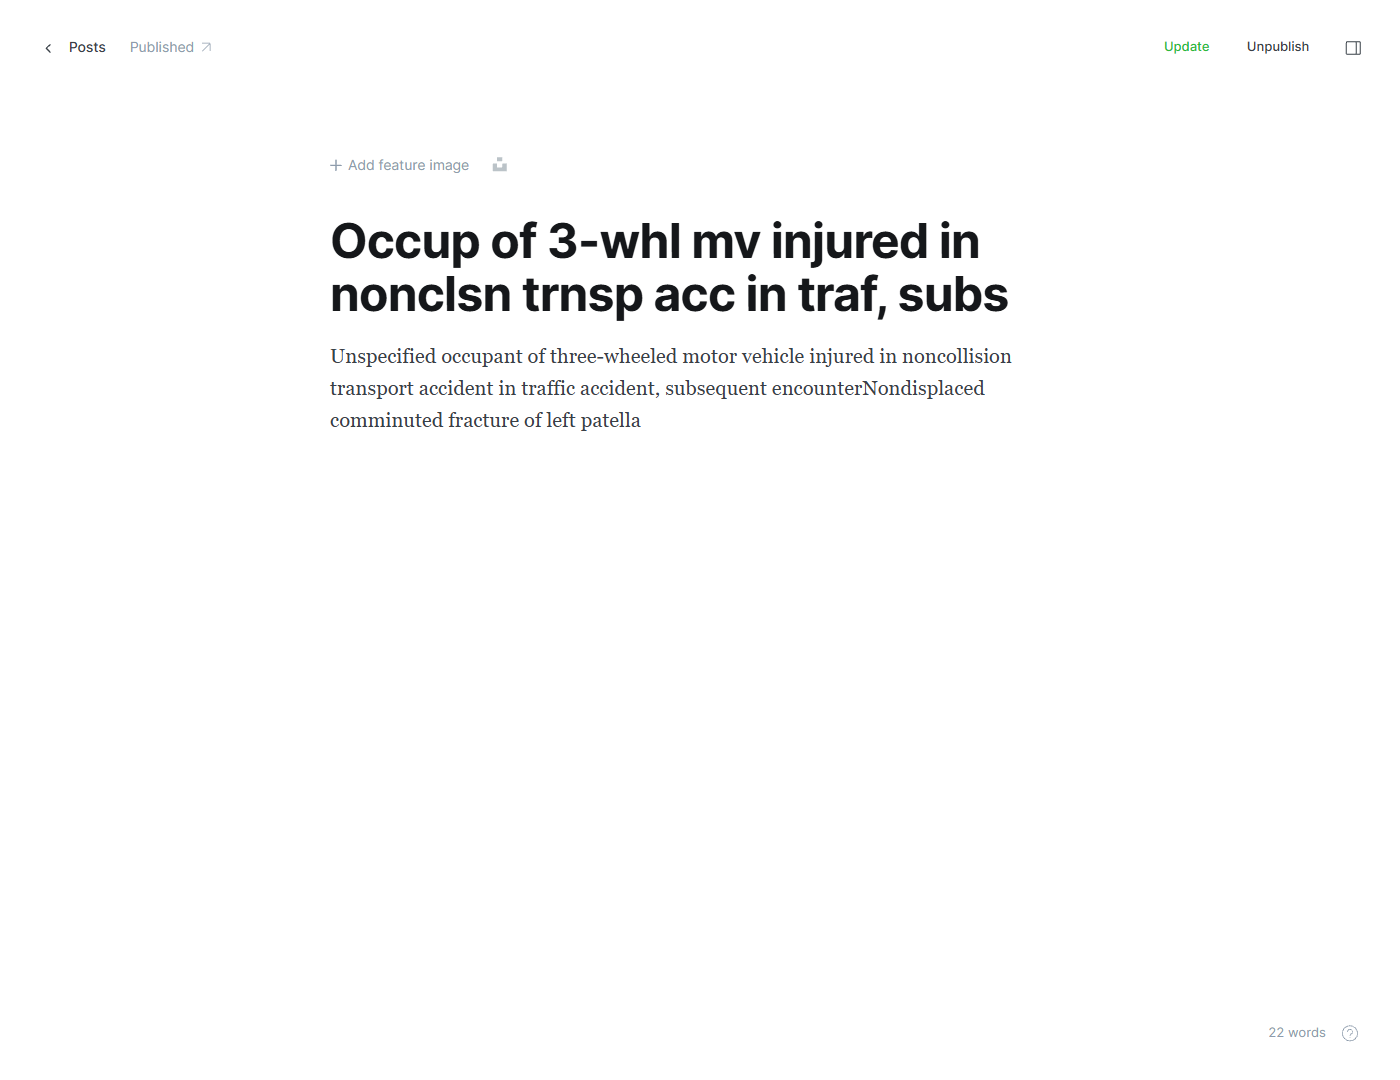 Posts Published
Update Unpublish
Add feature image
Occup of 3-whl mv injured in
nonclsn trnsp acc in traf, subs
Unspecified occupant of three-wheeled motor vehicle injured in noncollision
transport accident in traffic accident, subsequent encounterNondisplaced
comminuted fracture of left patella
22 words